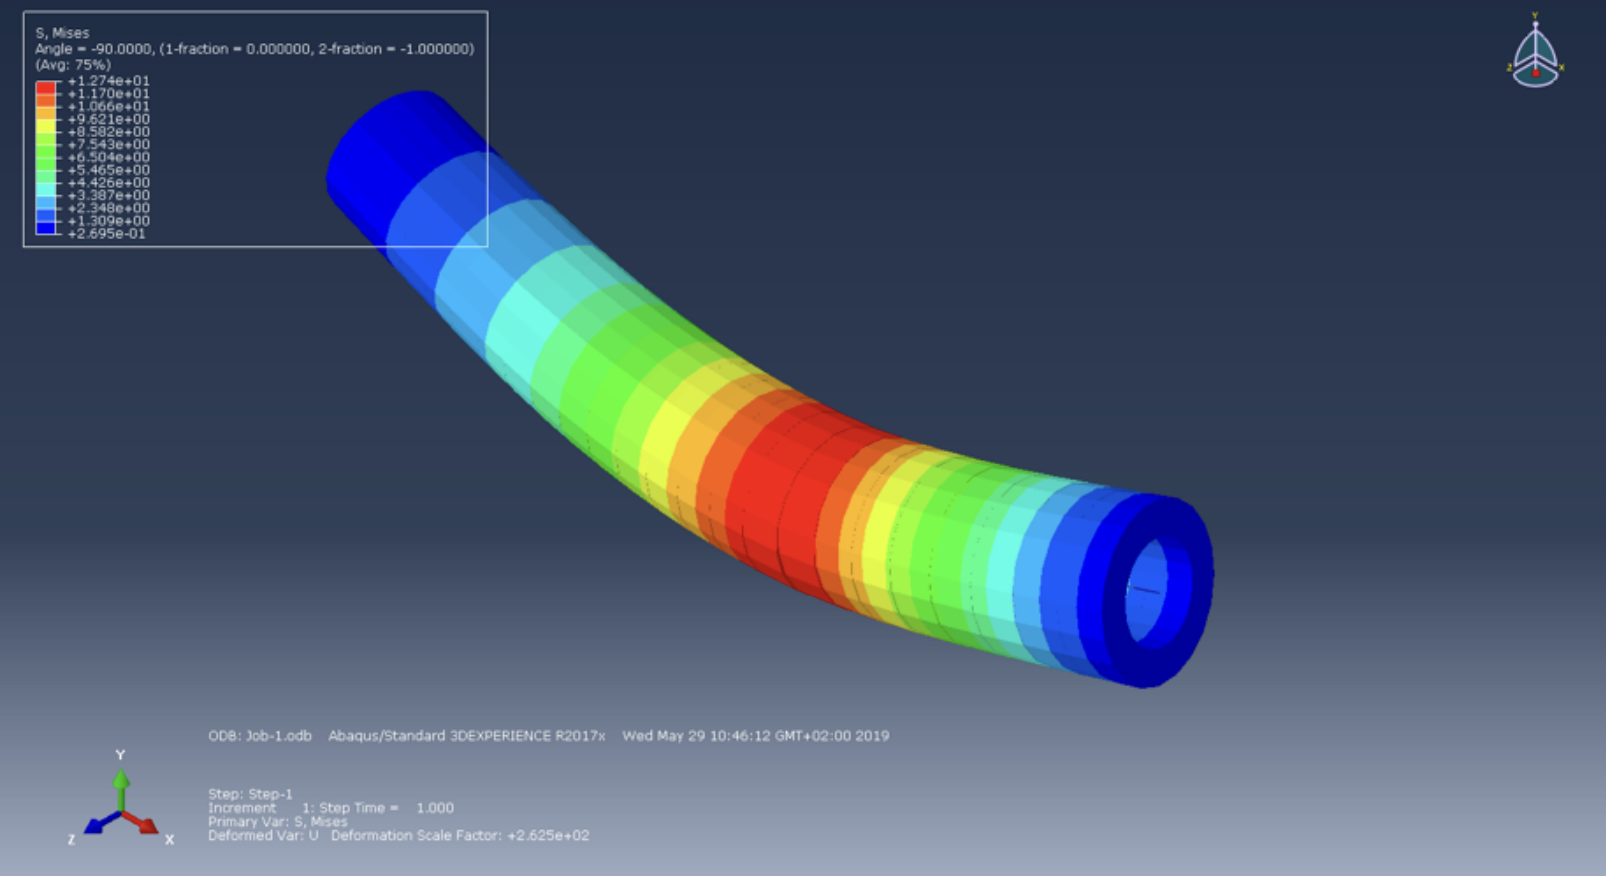 S, Mises
Angle = -90.0000, (1-fraction = 0.000000, 2-fraction = -1.000000)
(Avg: 75%)
+1.274e+01
+1.170e+01
+1.066e+01
+9.621e+00
+8.582e+00
+7.543e+00
+6.504e+00
+5.465e+00
+4.426e+00
+3.387e+00
+2.348e+00
+1.309e+00
+2.695e-01
Y
Z X
ODB: Job-1.odb Abaqus/Standard 3DEXPERIENCE R2017x Wed May 29 10:46:12 GMT+02:00 2019
Y
Z X
Step: Step-1
Increment 1: Step Time = 1.000
Primary Var: S, Mises
Deformed Var: U Deformation Scale Factor: +2.625e+02